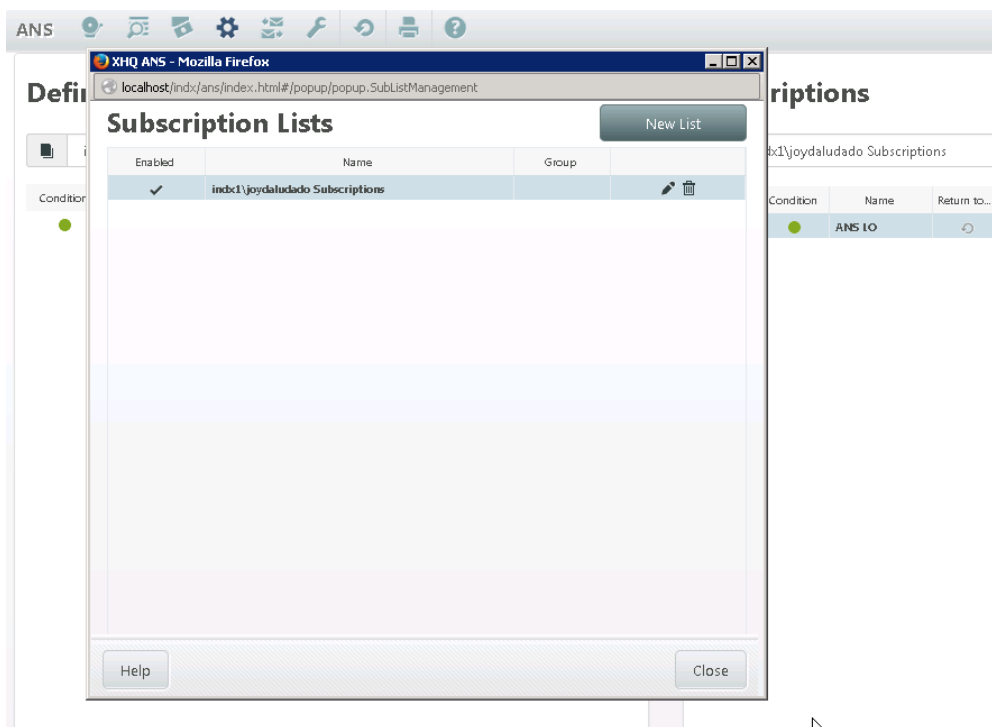 ANS
XHQ ANS - Mozilla Firefox
localhost/indx/ans/index.html#/popup/popup.SubListManagement
Defi
riptions
Subscription Lists
New List
\joydaludado Subscriptions
Enabled Name Group
indx1\joydaludado Subscriptions
Condition
Condition Name Return to...
ANS LO
Help
Close